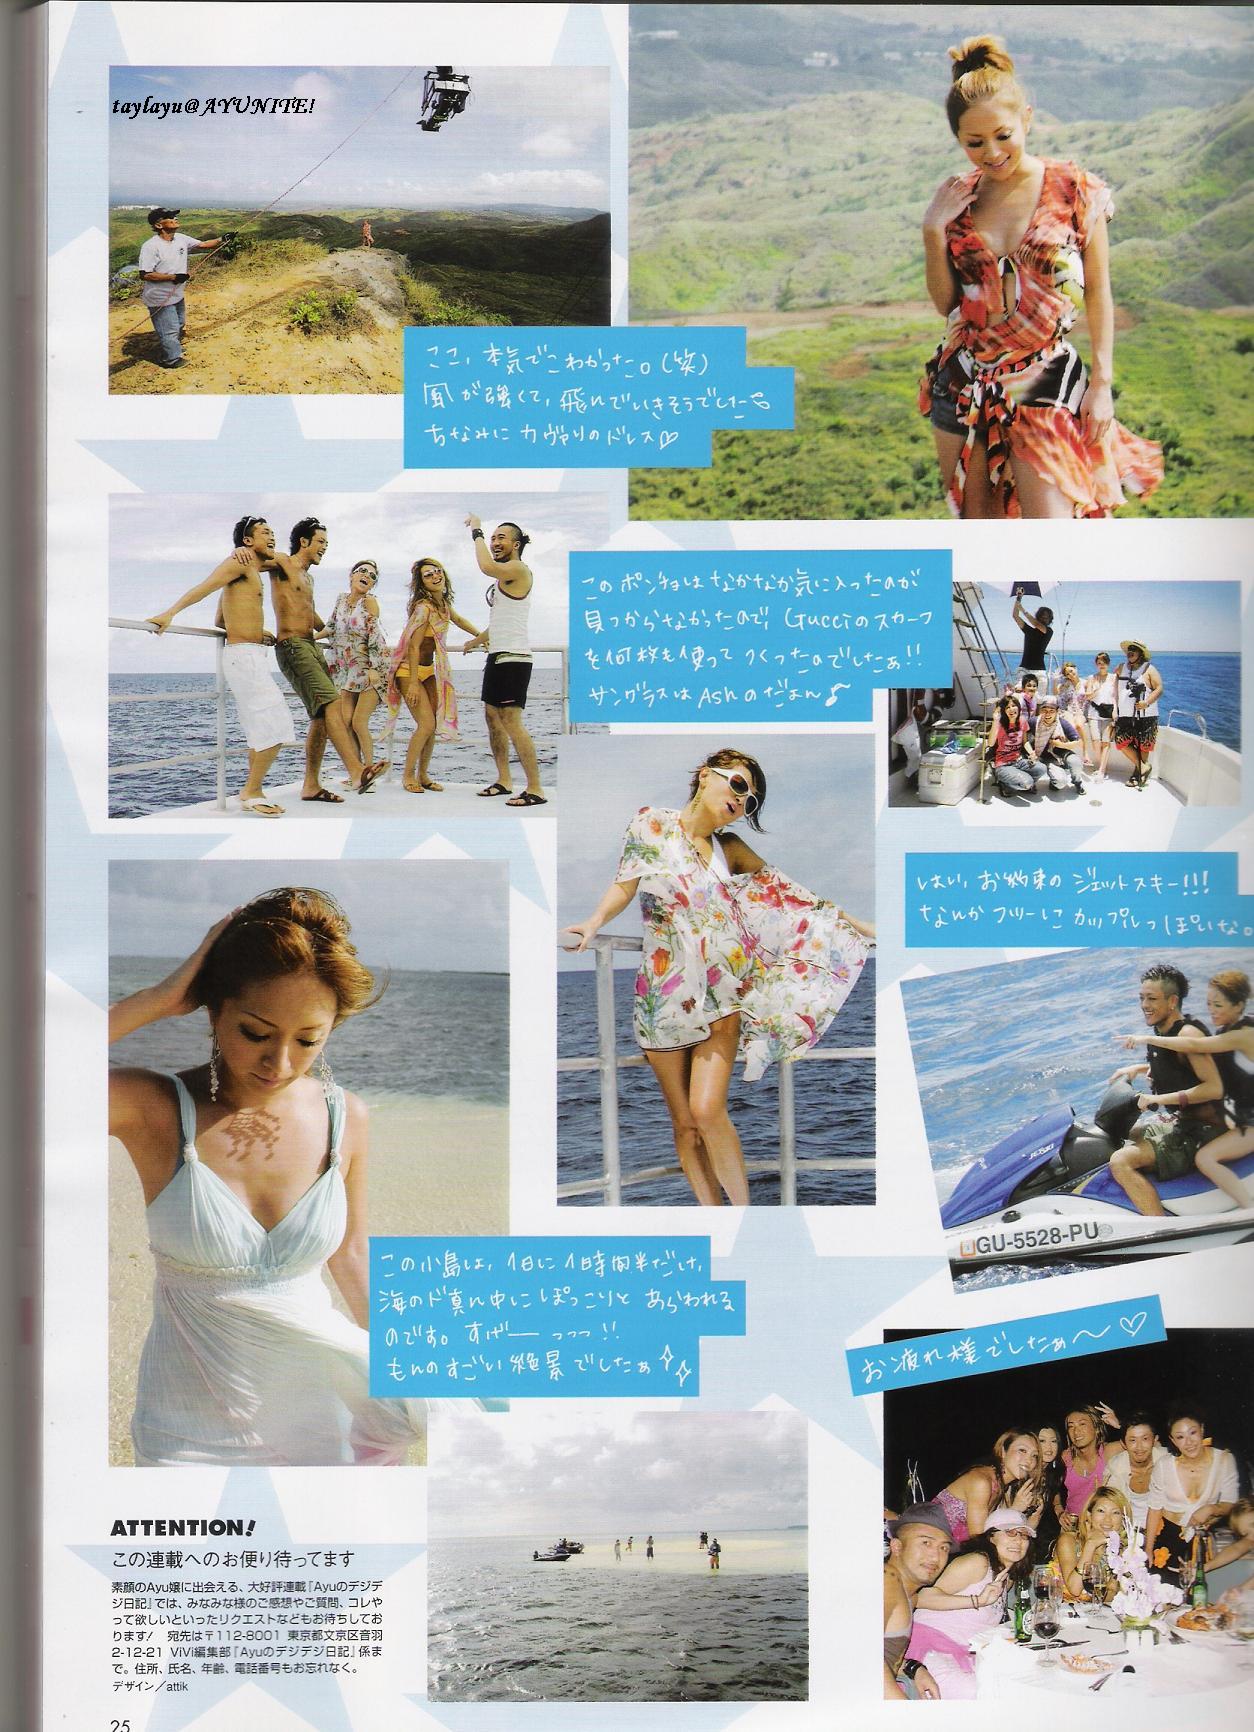 taylayu@AYUNITE!
ここ、本気でこわかった。(笑)
風が強くて、飛んでいきそうでした
ちなみに カヴァリのドレス♡
このポンチョは なかなか気に入ったのが
見つからなかったので、Gucciのスカーフ
を何枚も使って つくったのでしたぁ!!
サングラスは Ashのだよん♪
はい、お約束の ジェットスキー!!!
なんか フツーに カップルっぽいな。
JETSKI
GU-5528-PU
この小島は、1日に 1時間半だけ、
海のド真ん中に ぽっこりと あらわれる
のです。すげーっっっ!!
ものすごい 絶景 でしたぁ
お疲れ様でしたぁ〜♡
ATTENTION!
この連載へのお便り待ってます
素顔のAyu嬢に出会える、大好評連載『Ayuのデジデ
ジ日記』では、みなみな様のご感想やご質問、コレや
って欲しいといったリクエストなどもお待ちしてお
ります! 宛先は〒112-8001 東京都文京区音羽
2-12-21 ViVi編集部『Ayuのデジデジ日記』係ま
で。住所、氏名、年齢、電話番号もお忘れなく。
デザイン/attik
25